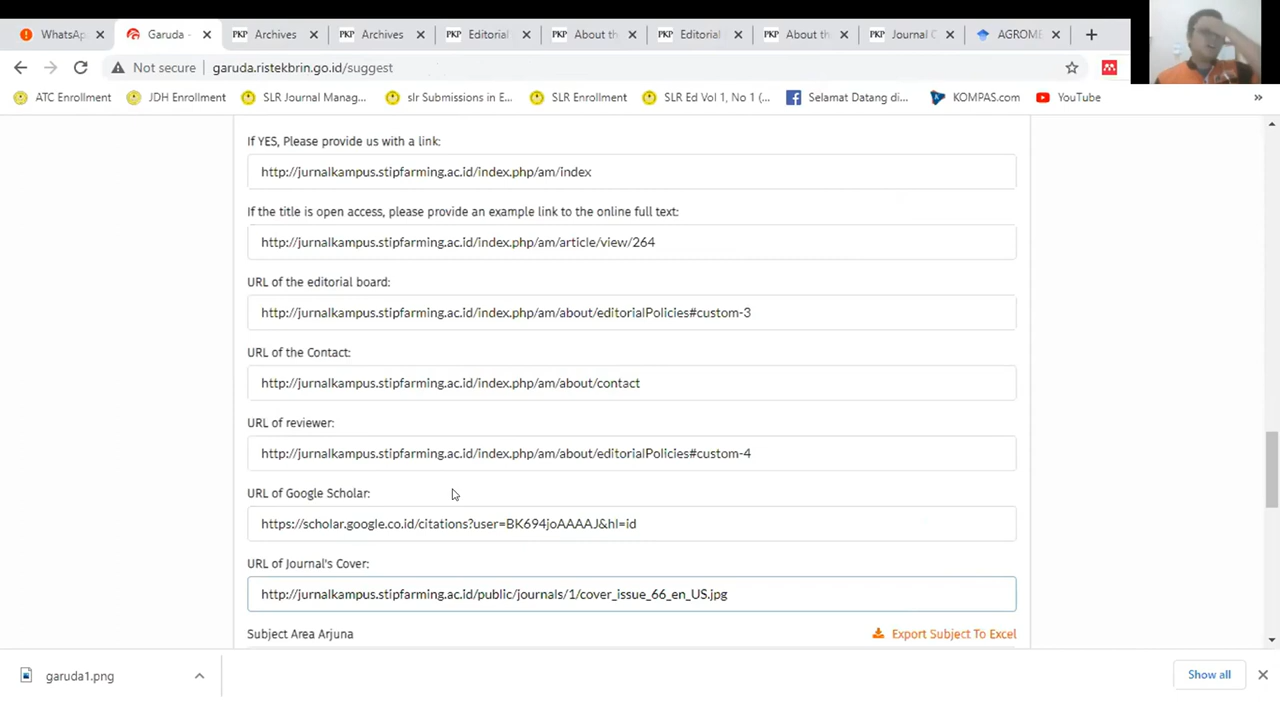 WhatsAp
Garuda -
PKP Archives
PKP Archives
PKP Editorial
PKP About th
PKP Editorial
PKP About th
PKP Journal C
AGROME
Not secure
garuda.ristekbrin.go.id/suggest
ATC Enrollment
JDH Enrollment
SLR Journal Manag...
slr Submissions in E...
SLR Enrollment
SLR Ed Vol 1, No 1 (...
Selamat Datang di...
KOMPAS.com
YouTube
»
If YES, Please provide us with a link:
http://jurnalkampus.stipfarming.ac.id/index.php/am/index
If the title is open access, please provide an example link to the online full text:
http://jurnalkampus.stipfarming.ac.id/index.php/am/article/view/264
URL of the editorial board:
http://jurnalkampus.stipfarming.ac.id/index.php/am/about/editorialPolicies#custom-3
URL of the Contact:
http://jurnalkampus.stipfarming.ac.id/index.php/am/about/contact
URL of reviewer:
http://jurnalkampus.stipfarming.ac.id/index.php/am/about/editorialPolicies#custom-4
URL of Google Scholar:
https://scholar.google.co.id/citations?user=BK694joAAAAJ&hl=id
URL of Journal's Cover:
http://jurnalkampus.stipfarming.ac.id/public/journals/1/cover_issue_66_en_US.jpg
Subject Area Arjuna
Export Subject To Excel
garuda1.png
Show all